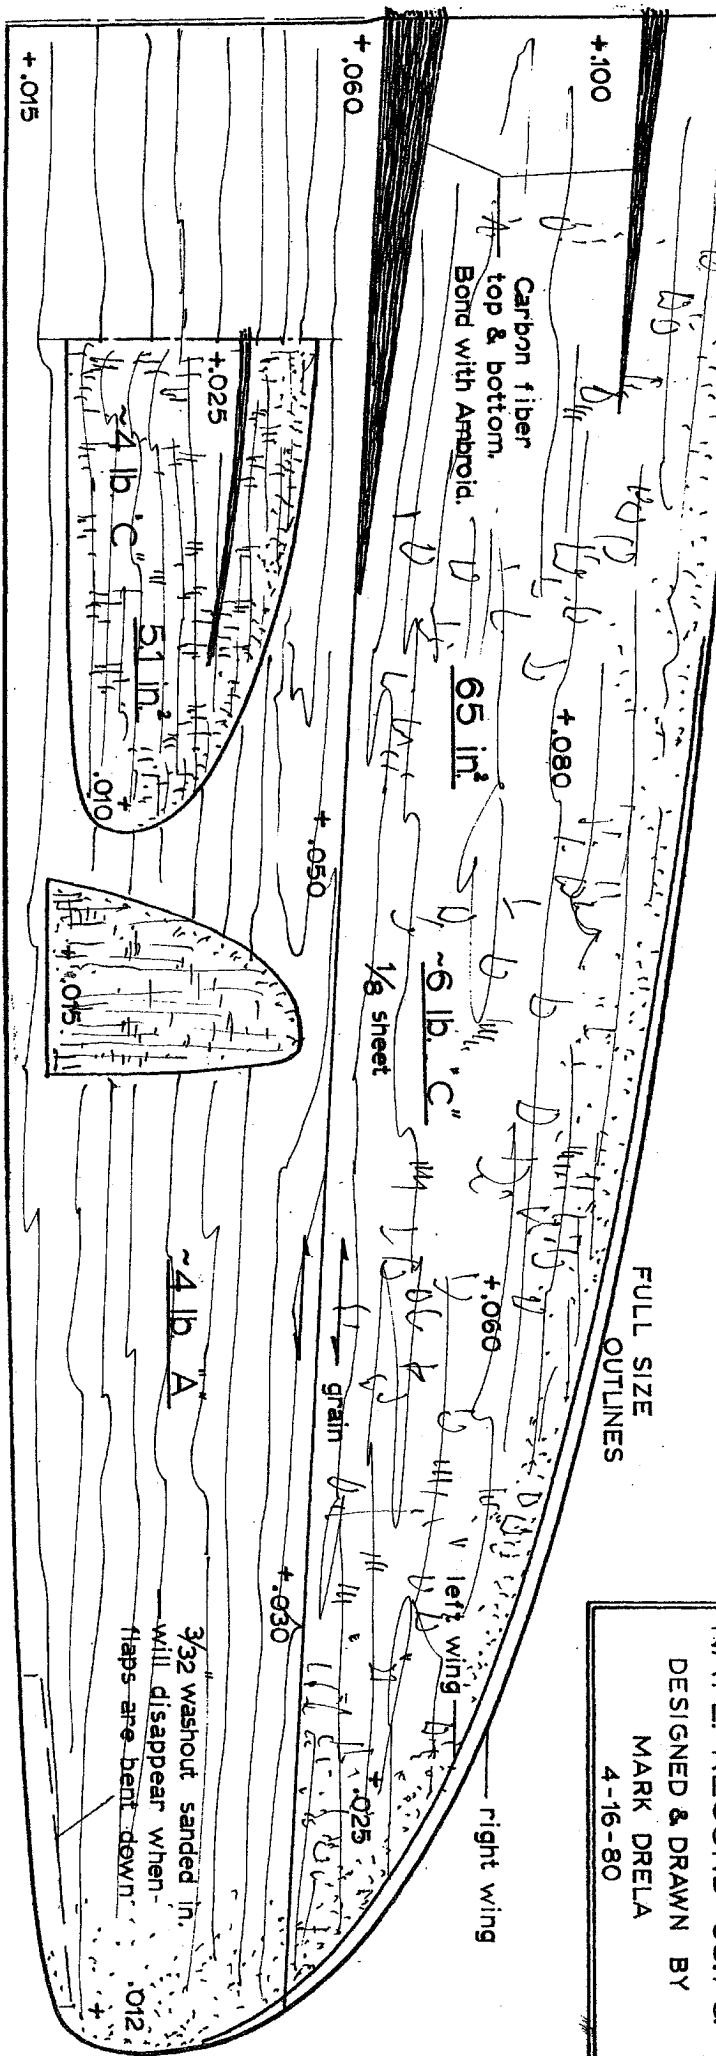 DESIGNED & DRAWN BY
MARK DRELA
4-16-80
FULL SIZE
OUTLINES
+.100
+.060
+.015
Carbon fiber
top & bottom.
Bond with Ambroid.
+.025
~4 lb "C"
5.1 in²
.010
+
65 in²
+.080
+.050
~6 lb. "C"
1/8 sheet
+.015
+.060
grain
~4 lb "A"
+.030
left wing
right wing
+.025
3/32" washout sanded in,
will disappear when
flaps are bent down
.012
+